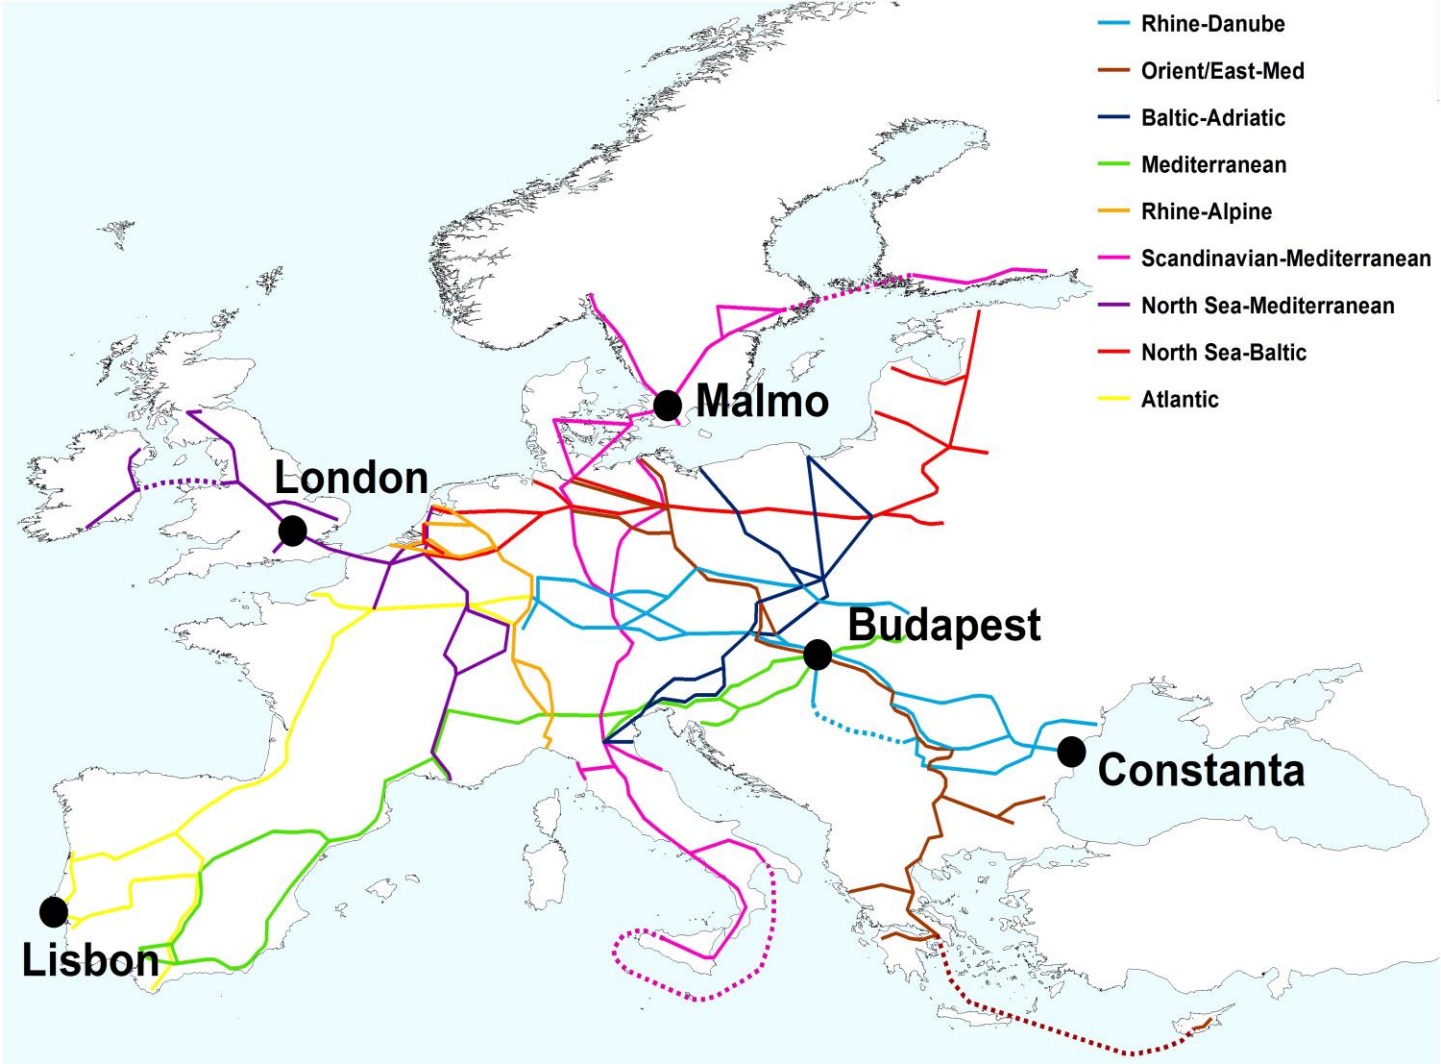 Rhine-Danube
Orient/East-Med
Baltic-Adriatic
Mediterranean
Rhine-Alpine
Scandinavian-Mediterranean
North Sea-Mediterranean
North Sea-Baltic
Atlantic
Malmo
London
Budapest
Constanta
Lisbon